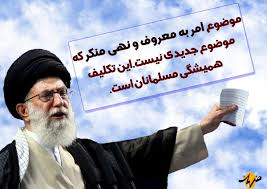 موضوع امر به معروف و نهی منکر که
موضوع جدیدی نیست.این تکلیف
همیشگی مسلمانان است.